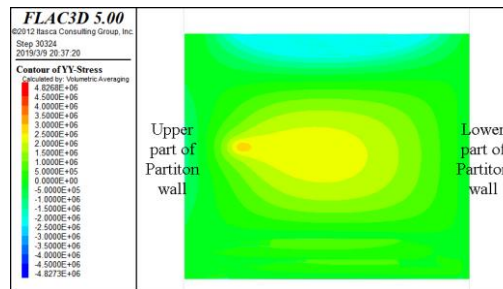 FLAC3D 5.00
©2012 Itasca Consulting Group, Inc.
Step 30324
2019/3/9 20:37:20
Contour of YY-Stress
Calculated by: Volumetric Averaging
4.8268E+06
4.5000E+06
4.0000E+06
3.5000E+06
3.0000E+06
2.5000E+06
2.0000E+06
1.5000E+06
1.0000E+06
5.0000E+05
0.0000E+00
-5.0000E+05
-1.0000E+06
-1.5000E+06
-2.0000E+06
-2.5000E+06
-3.0000E+06
-3.5000E+06
-4.0000E+06
-4.5000E+06
-4.8273E+06
Upper
part of
Partiton
wall
Lower
part of
Partiton
wall